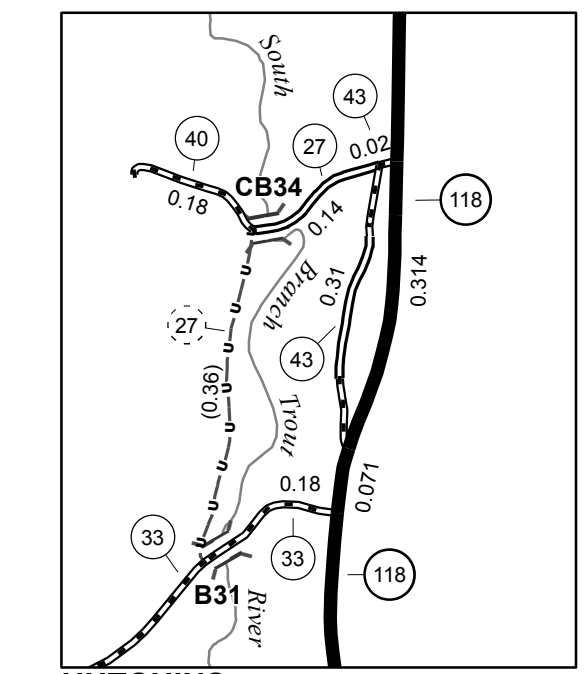 South
43
40
27
0.02
CB34
118
0.18
0.14
Branch
0.31
0.314
27
43
(0.36)
U
U
U
U
U
U
U
U
Trout
0.18
0.071
33
33
118
B31
River